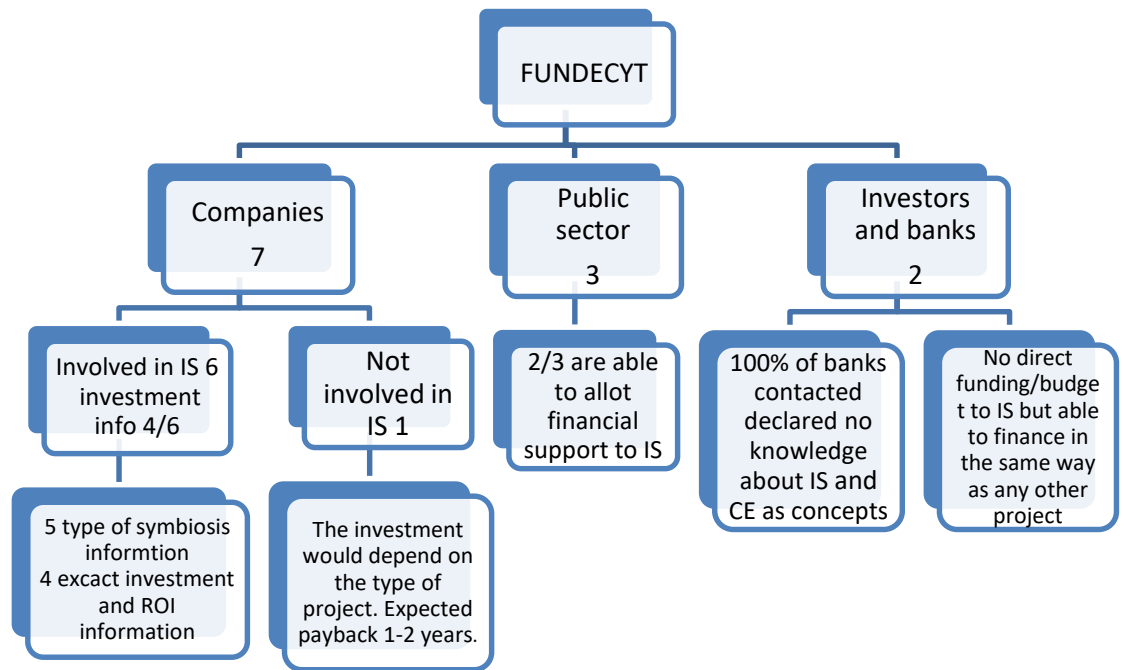 FUNDECYT
Companies
7
Public
sector
3
Investors
and banks
2
Involved in IS 6
investment
info 4/6
Not
involved in
IS 1
2/3 are able
to allot
financial
support to IS
100% of banks
contacted
declared no
knowledge
about IS and
CE as concepts
No direct
funding/budge
t to IS but able
to finance in
the same way
as any other
project
5 type of symbiosis
informtion
4 excact investment
and ROI
information
The investment
would depend on
the type of
project. Expected
payback 1-2 years.